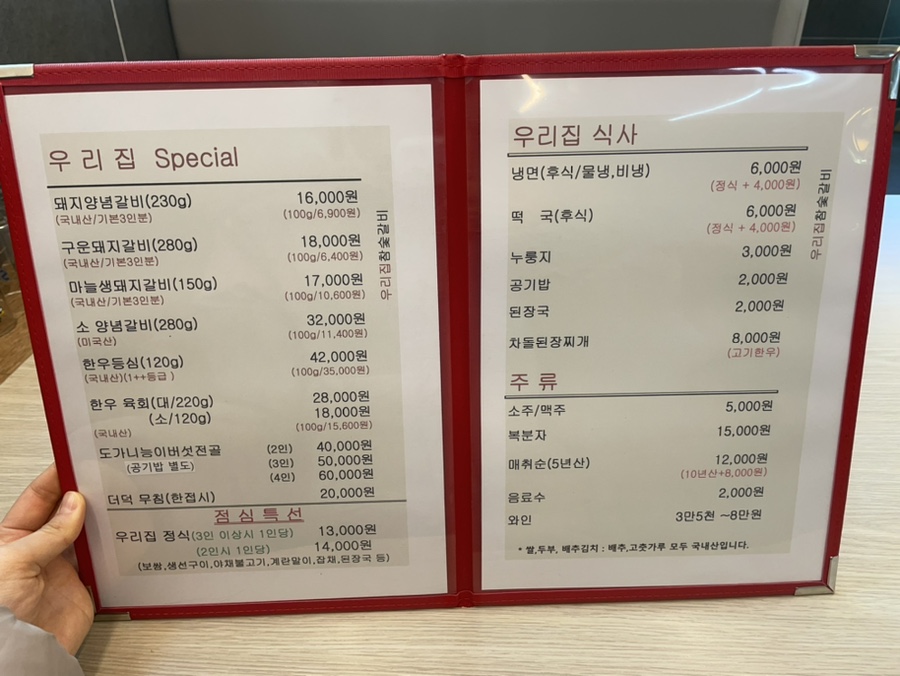 우리집 Special
돼지양념갈비(230g) 16,000원
(국내산/기본3인분) (100g/6,900원)
구운돼지갈비(280g) 18,000원
(국내산/기본3인분) (100g/6,400원)
마늘생돼지갈비(150g) 17,000원
(국내산/기본3인분) (100g/10,600원)
소 양념갈비(280g) 32,000원
(미국산) (100g/11,400원)
한우등심(120g) 42,000원
(국내산)(1++등급 ) (100g/35,000원)
한우 육회(대/220g) 28,000원
(소/120g) 18,000원
(국내산) (100g/15,600원)
도가니능이버섯전골 (2인) 40,000원
(공기밥 별도) (3인) 50,000원
(4인) 60,000원
더덕 무침(한접시) 20,000원
점심특선
우리집 정식(3인 이상시 1인당) 13,000원
(2인시 1인당) 14,000원
(보쌈,생선구이,야채불고기,계란말이,잡채,된장국 등)
우리집참숯갈비
우리집 식사
냉면(후식/물냉,비냉) 6,000원
(정식 + 4,000원)
떡 국(후식) 6,000원
(정식 + 4,000원)
누룽지 3,000원
공기밥 2,000원
된장국 2,000원
차돌된장찌개 8,000원
(고기한우)
주 류
소주/맥주 5,000원
복분자 15,000원
매취순(5년산) 12,000원
(10년산+8,000원)
음료수 2,000원
와인 3만5천 ~8만원
* 쌀,두부, 배추김치 : 배추,고춧가루 모두 국내산입니다.
우리집참숯갈비